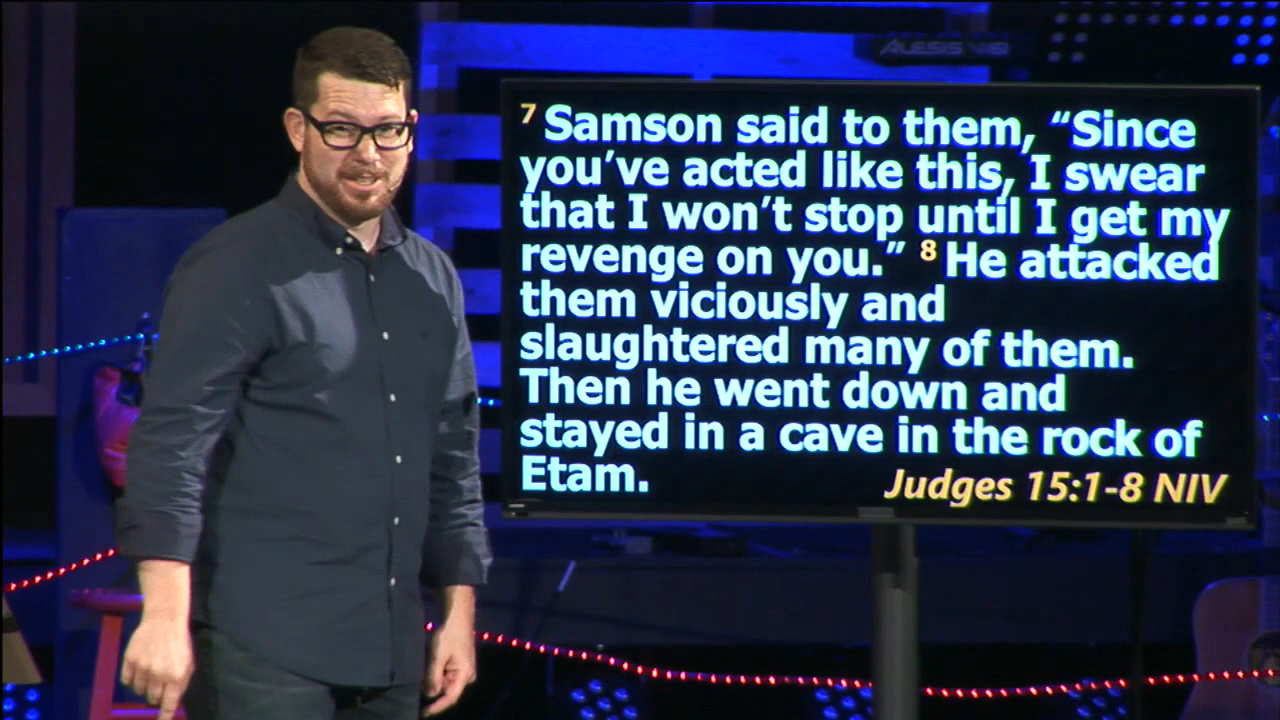 ALESIS V61
7 Samson said to them, “Since
you’ve acted like this, I swear
that I won’t stop until I get my
revenge on you.” 8 He attacked
them viciously and
slaughtered many of them.
Then he went down and
stayed in a cave in the rock of
Etam.
Judges 15:1-8 NIV